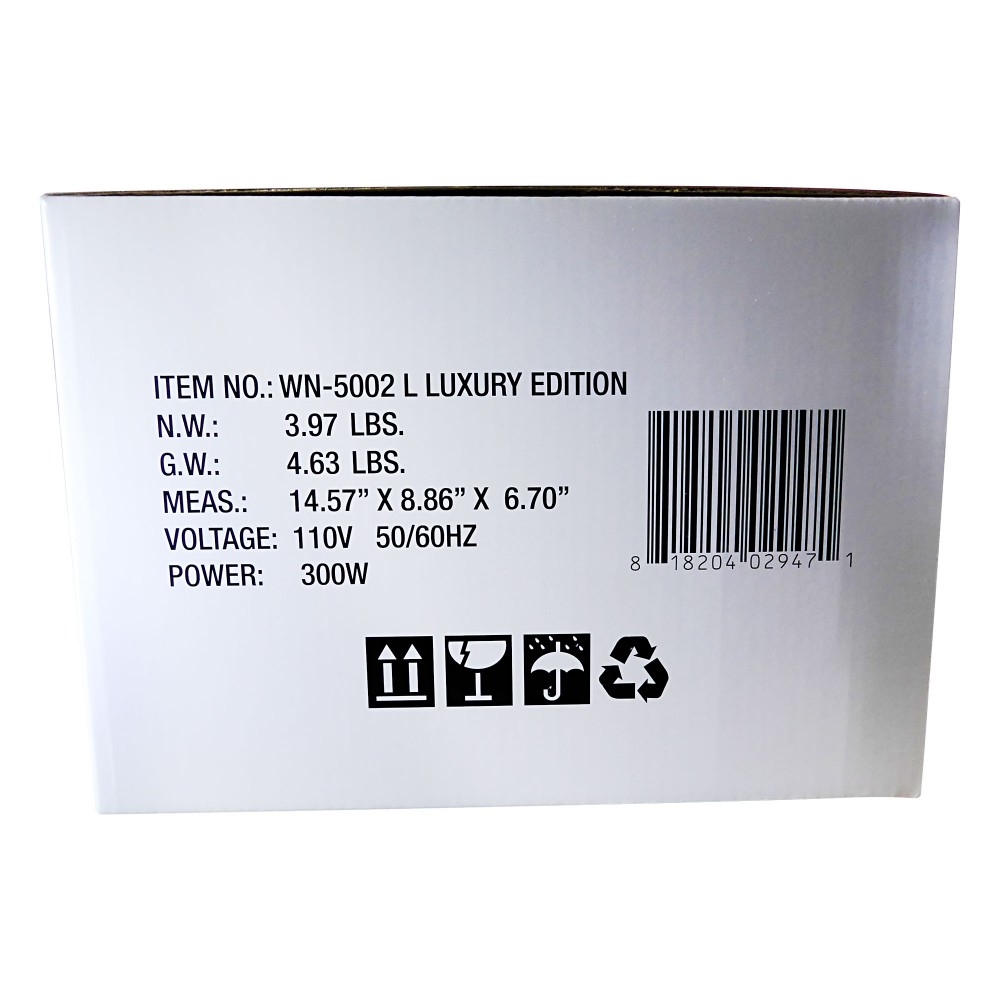 ITEM NO.: WN-5002 L LUXURY EDITION
N.W.: 3.97 LBS.
G.W.: 4.63 LBS.
MEAS.: 14.57” X 8.86” X 6.70”
VOLTAGE: 110V 50/60HZ
POWER: 300W
8 18204 02947 1